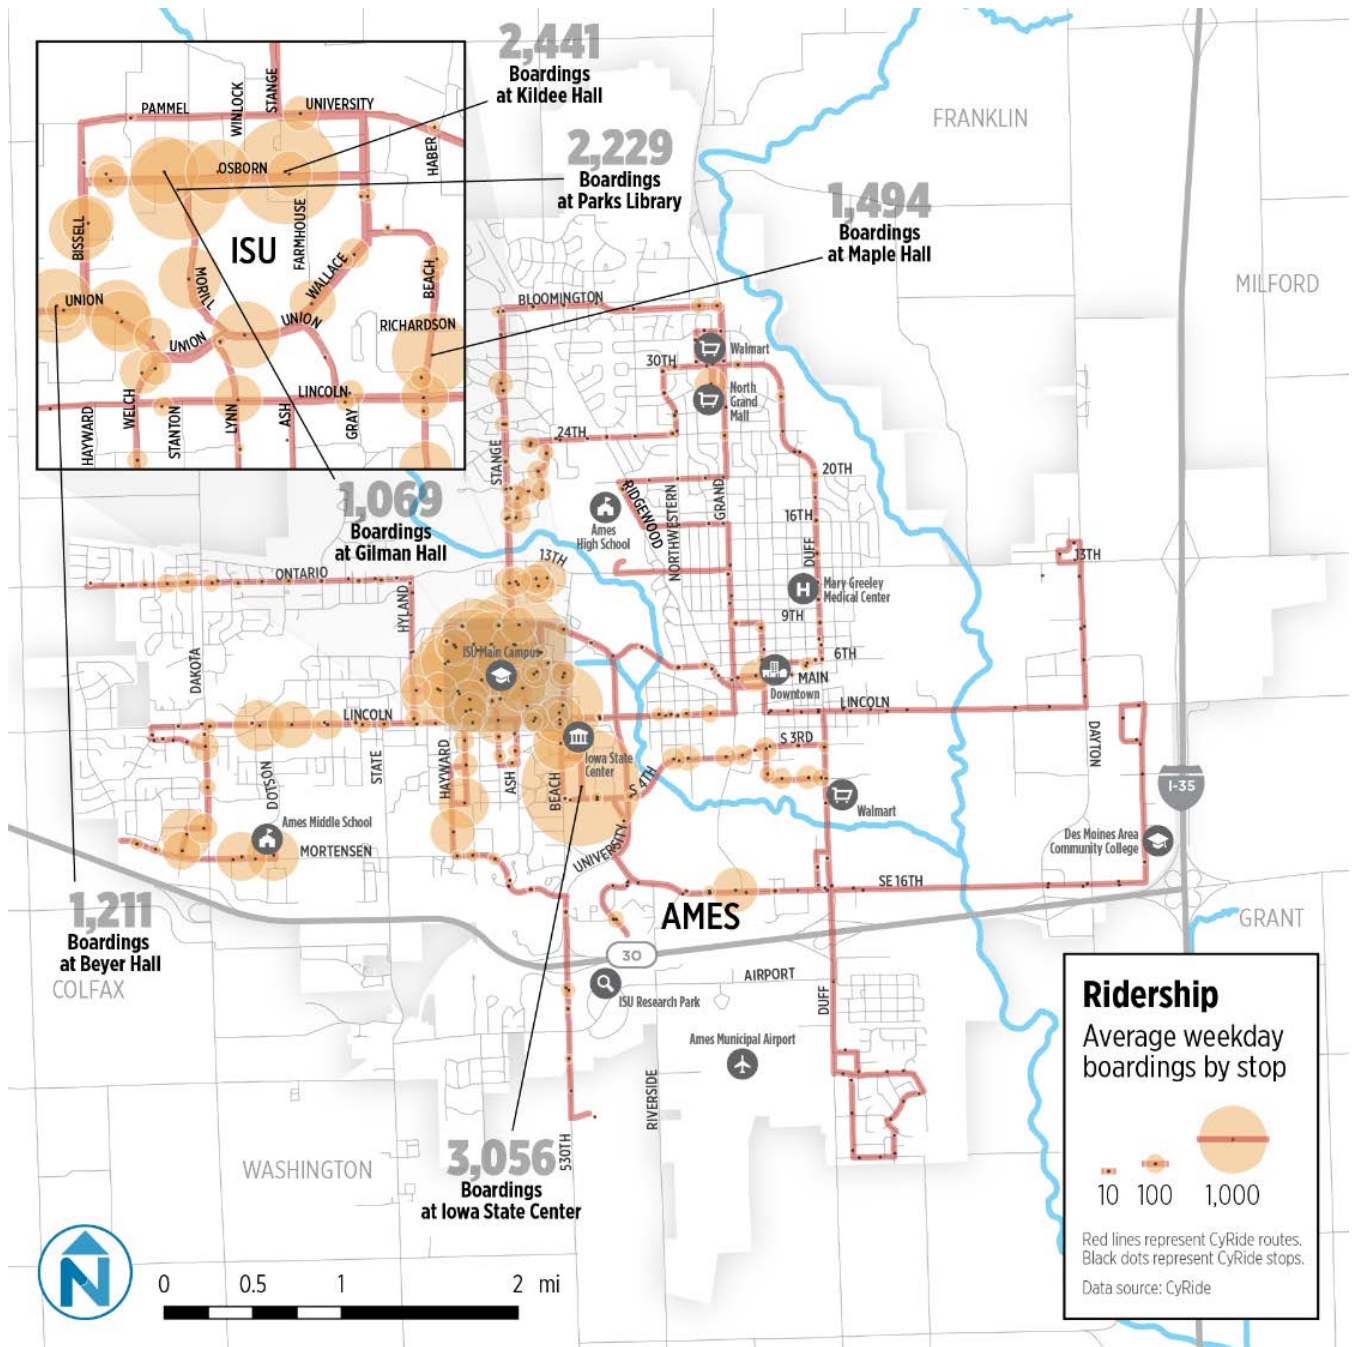 2,441
Boardings
at Kildee Hall
2,229
Boardings
at Parks Library
1,494
Boardings
at Maple Hall
FRANKLIN
MILFORD
PAMMEL
WINLOCK
STANGE
UNIVERSITY
HABER
OSBORN
BISSELL
ISU
FARMHOUSE
MORILL
WALLACE
BEACH
UNION
UNION
UNION
RICHARDSON
LINCOLN
HAYWARD
WELCH
STANTON
LYNN
ASH
GRAY
1,069
Boardings
at Gilman Hall
BLOOMINGTON
Walmart
30TH
North
Grand
Mall
24TH
STANGE
20TH
RIDGEWOOD
NORTHWESTERN
GRAND
16TH
DUFF
Ames
High School
13TH
13TH
ONTARIO
HYLAND
Mary Greeley
Medical Center
9TH
6TH
ISU Main Campus
MAIN
Downtown
DAKOTA
LINCOLN
LINCOLN
S 3RD
DAYTON
STATE
HAYWARD
ASH
BEACH
Iowa State
Center
S 4TH
DOTSON
Walmart
I-35
Ames Middle School
MORTENSEN
UNIVERSITY
Des Moines Area
Community College
SE 16TH
AMES
1,211
Boardings
at Beyer Hall
COLFAX
30
GRANT
ISU Research Park
AIRPORT
DUFF
Ames Municipal Airport
RIVERSIDE
530TH
WASHINGTON
3,056
Boardings
at Iowa State Center
N
0 0.5 1 2 mi
Ridership
Average weekday
boardings by stop
10 100 1,000
Red lines represent CyRide routes.
Black dots represent CyRide stops.
Data source: CyRide
H